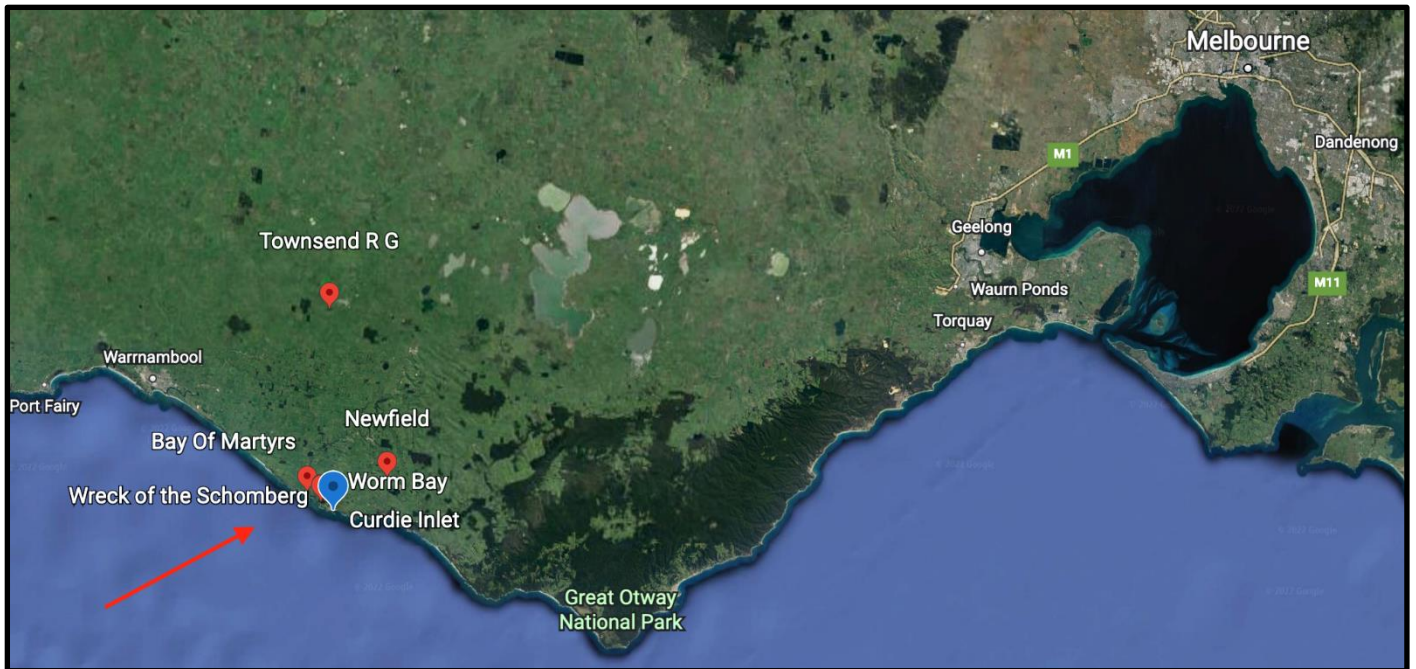 Melbourne
M1
Dandenong
Townsend R G
Geelong
M11
Waurn Ponds
Torquay
Warrnambool
Port Fairy
Newfield
Bay Of Martyrs
Worm Bay
Wreck of the Schomberg
Curdie Inlet
Great Otway
National Park